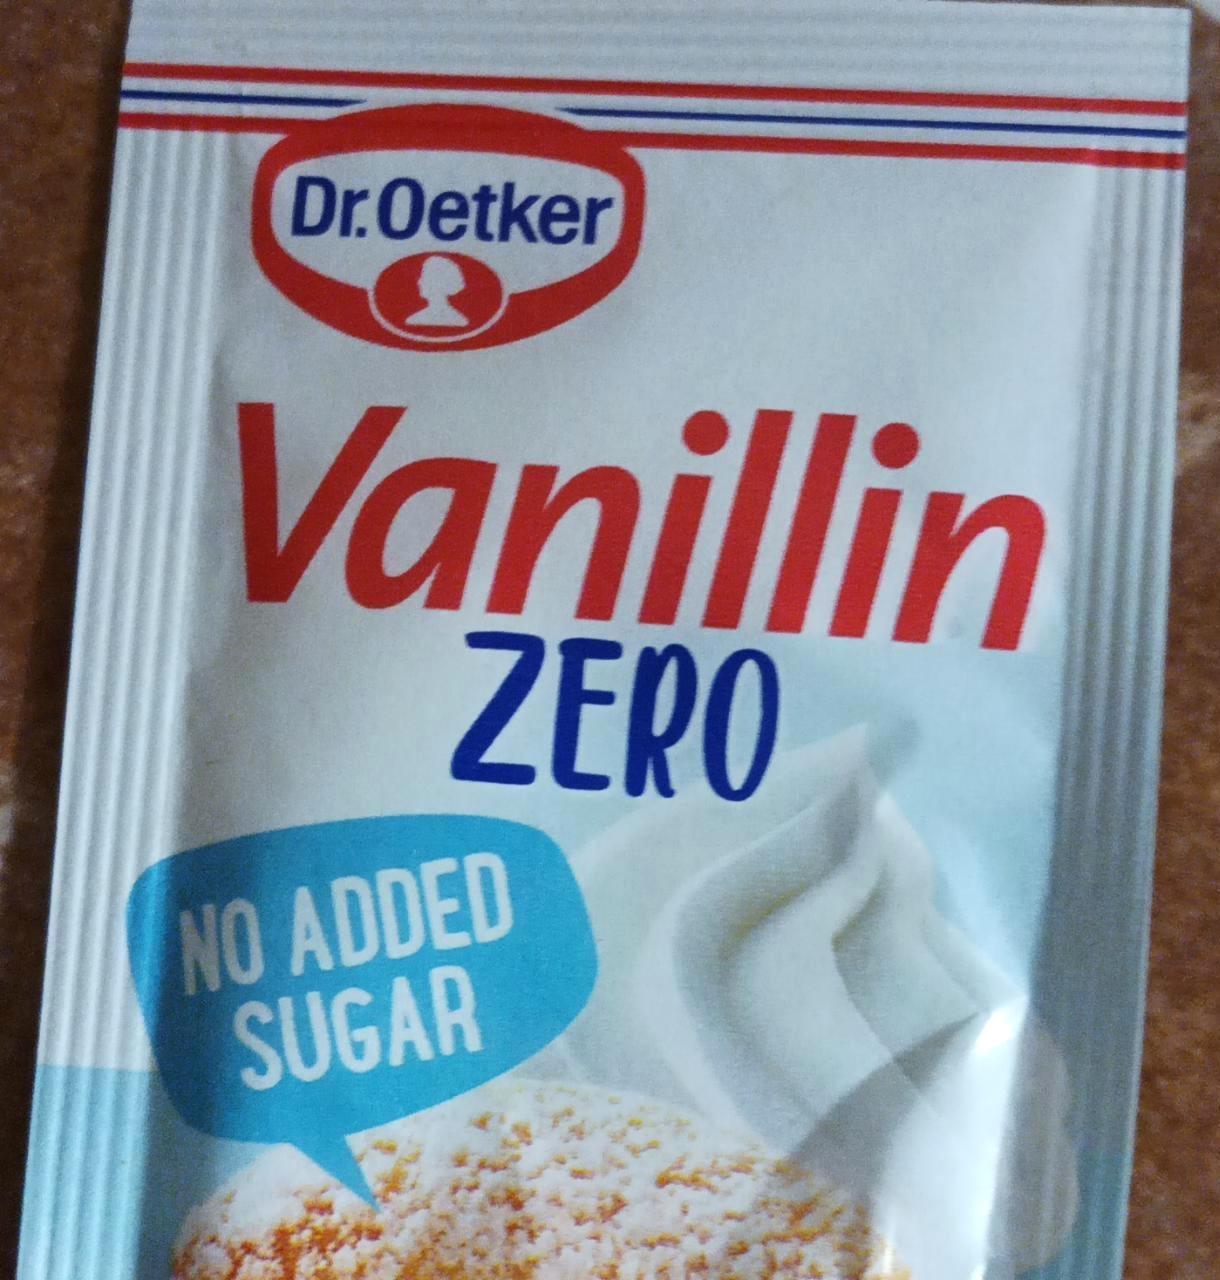 Dr.Oetker
Vanillin
ZERO
NO ADDED
SUGAR